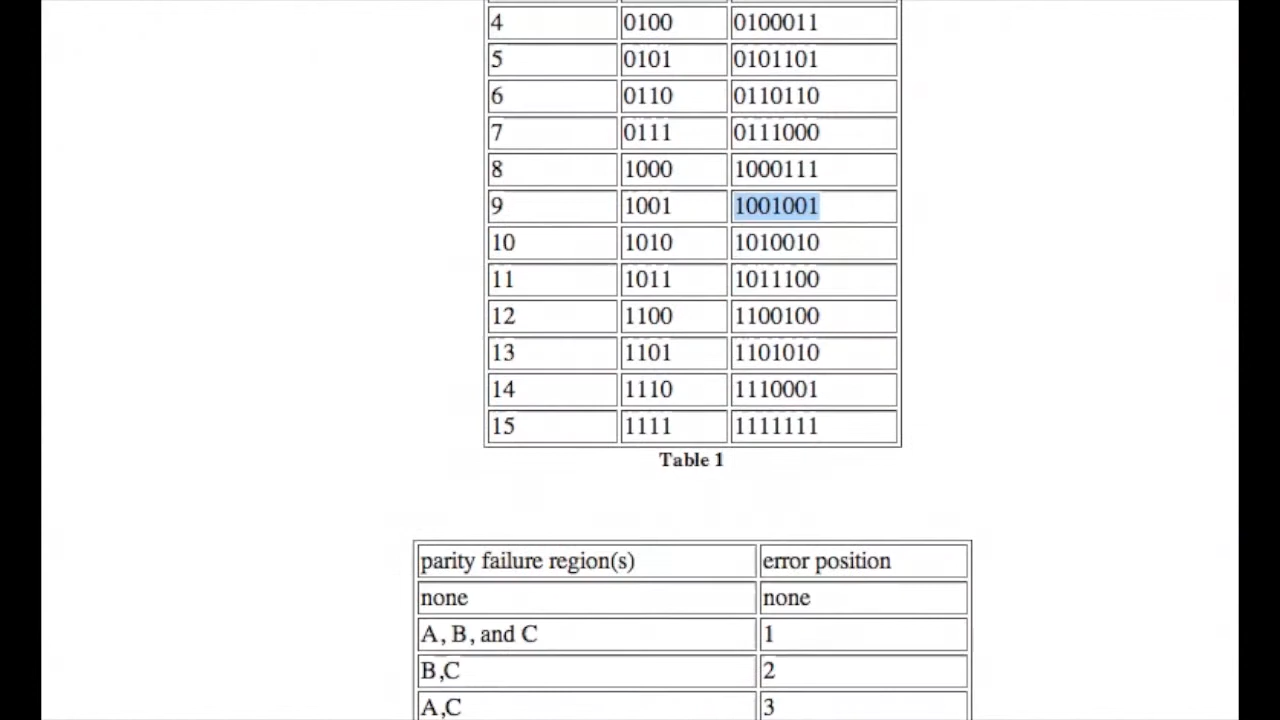 4 0100 0100011
5 0101 0101101
6 0110 0110110
7 0111 0111000
8 1000 1000111
9 1001 1001001
10 1010 1010010
11 1011 1011100
12 1100 1100100
13 1101 1101010
14 1110 1110001
15 1111 1111111
Table 1
parity failure region(s) error position
none none
A, B, and C 1
B,C 2
A,C 3